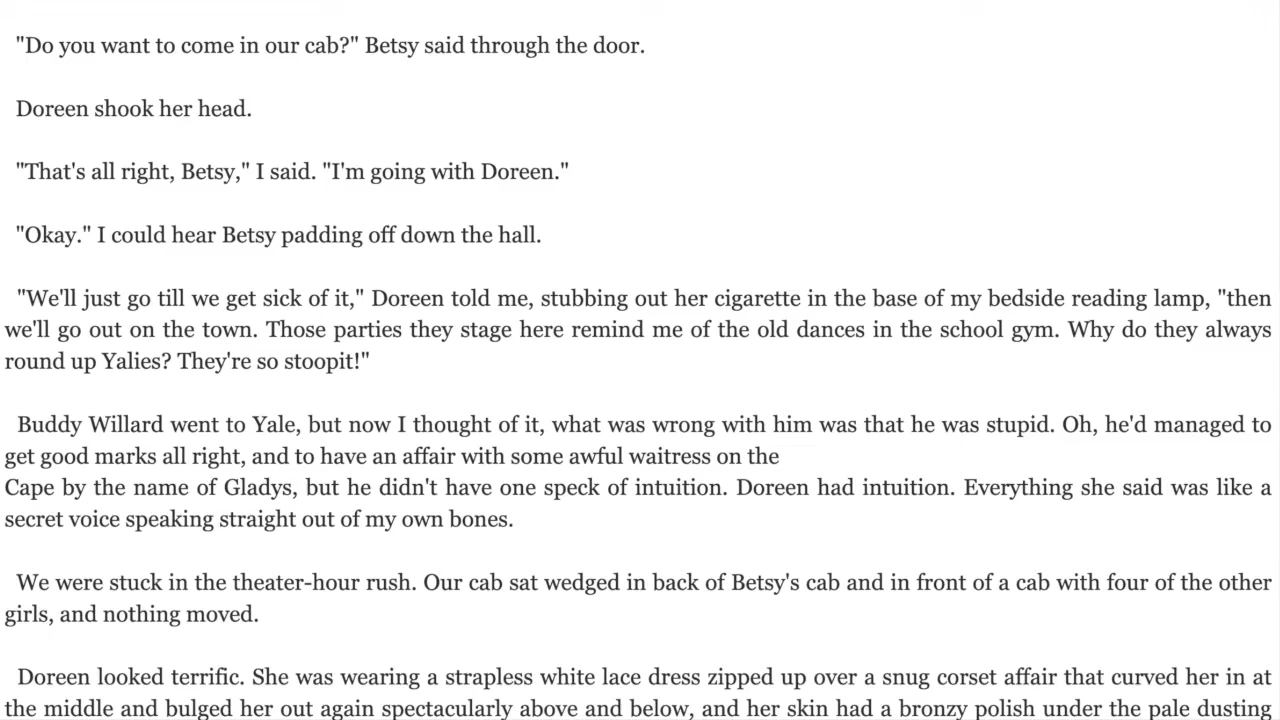 "Do you want to come in our cab?" Betsy said through the door.
Doreen shook her head.
"That's all right, Betsy," I said. "I'm going with Doreen."
"Okay." I could hear Betsy padding off down the hall.
"We'll just go till we get sick of it," Doreen told me, stubbing out her cigarette in the base of my bedside reading lamp, "then
we'll go out on the town. Those parties they stage here remind me of the old dances in the school gym. Why do they always
round up Yalies? They're so stoopit!"
Buddy Willard went to Yale, but now I thought of it, what was wrong with him was that he was stupid. Oh, he'd managed to
get good marks all right, and to have an affair with some awful waitress on the
Cape by the name of Gladys, but he didn't have one speck of intuition. Doreen had intuition. Everything she said was like a
secret voice speaking straight out of my own bones.
We were stuck in the theater-hour rush. Our cab sat wedged in back of Betsy's cab and in front of a cab with four of the other
girls, and nothing moved.
Doreen looked terrific. She was wearing a strapless white lace dress zipped up over a snug corset affair that curved her in at
the middle and bulged her out again spectacularly above and below, and her skin had a bronzy polish under the pale dusting